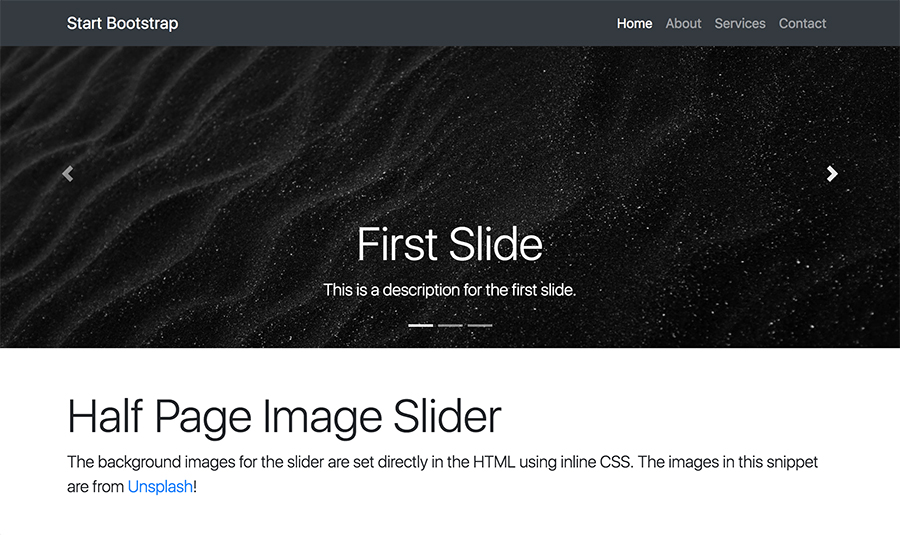 Start Bootstrap
Home About Services Contact
First Slide
This is a description for the first slide.
Half Page Image Slider
The background images for the slider are set directly in the HTML using inline CSS. The images in this snippet
are from Unsplash!